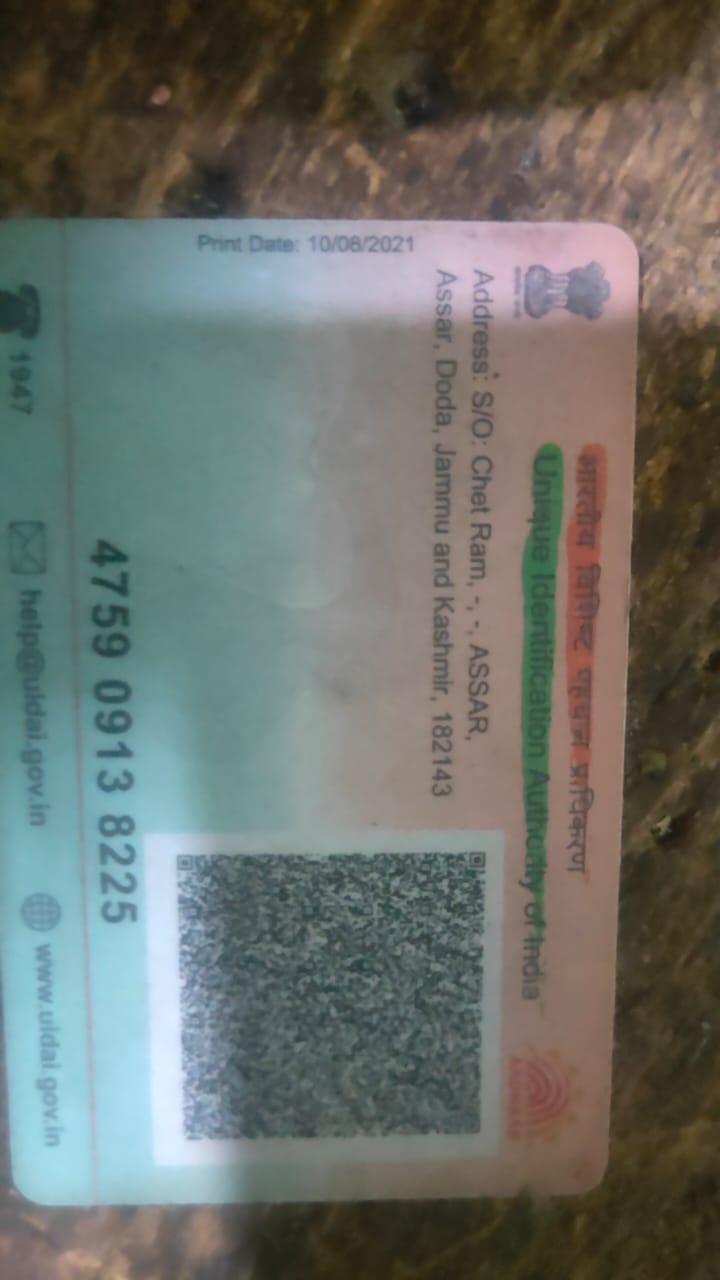 भारतीय विशिष्ट पहचान प्राधिकरण
Unique Identification Authority of India
Address: S/O: Chet Ram, -, -, ASSAR,
Assar, Doda, Jammu and Kashmir, 182143
Print Date: 10/08/2021
4759 0913 8225
1947
help@uidai.gov.in
www.uidai.gov.in